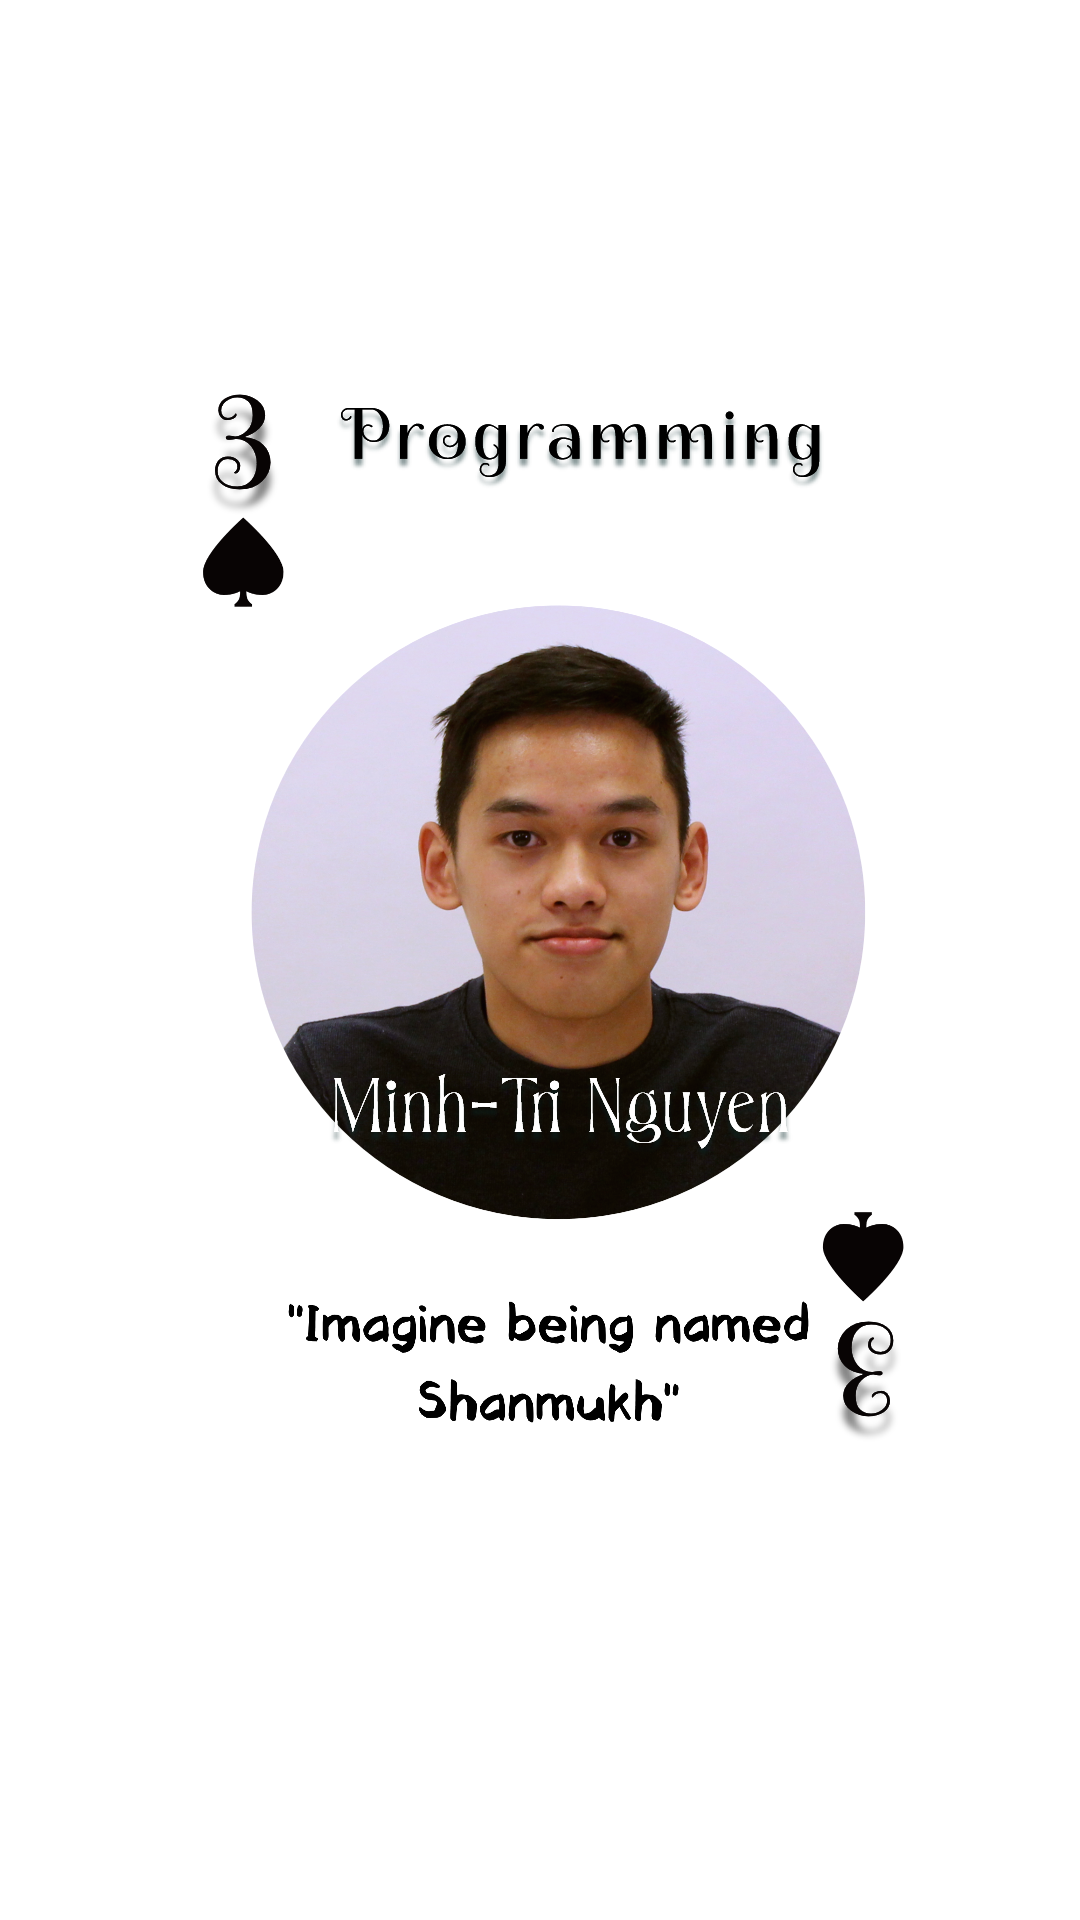 3
Programming
Minh-Tri Nguyen
"Imagine being named
Shanmukh"
3